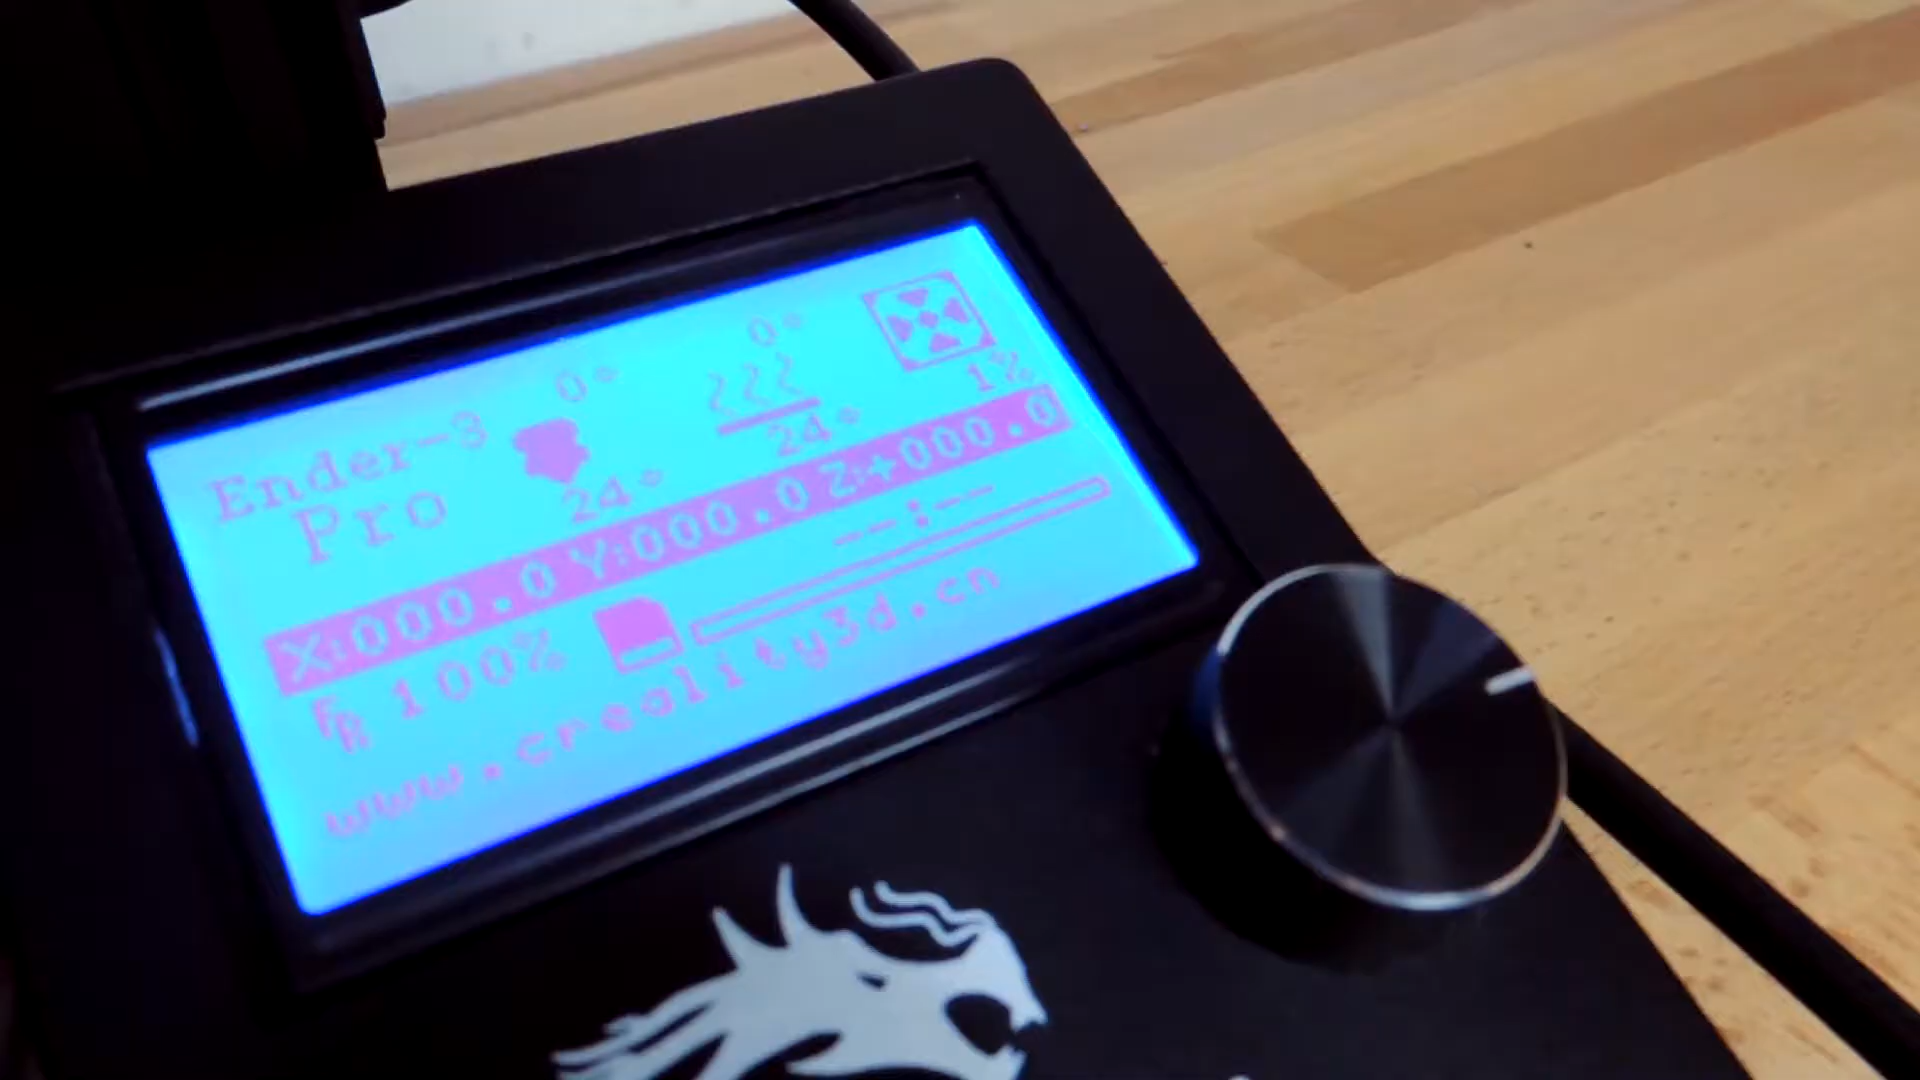 Ender-3 0° 0°
Pro 24° 24° 1%
X:000.0 Y:000.0 Z:+000.0
FR 100% --:--
www.creality3d.cn